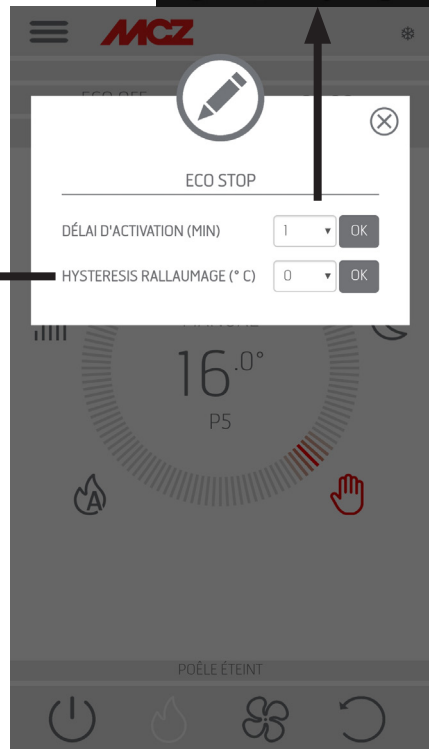 MCZ
ECO STOP
DÉLAI D'ACTIVATION (MIN) 1 OK
HYSTERESIS RALLAUMAGE (° C) 0 OK
16.0°
P5
A
POÊLE ÉTEINT